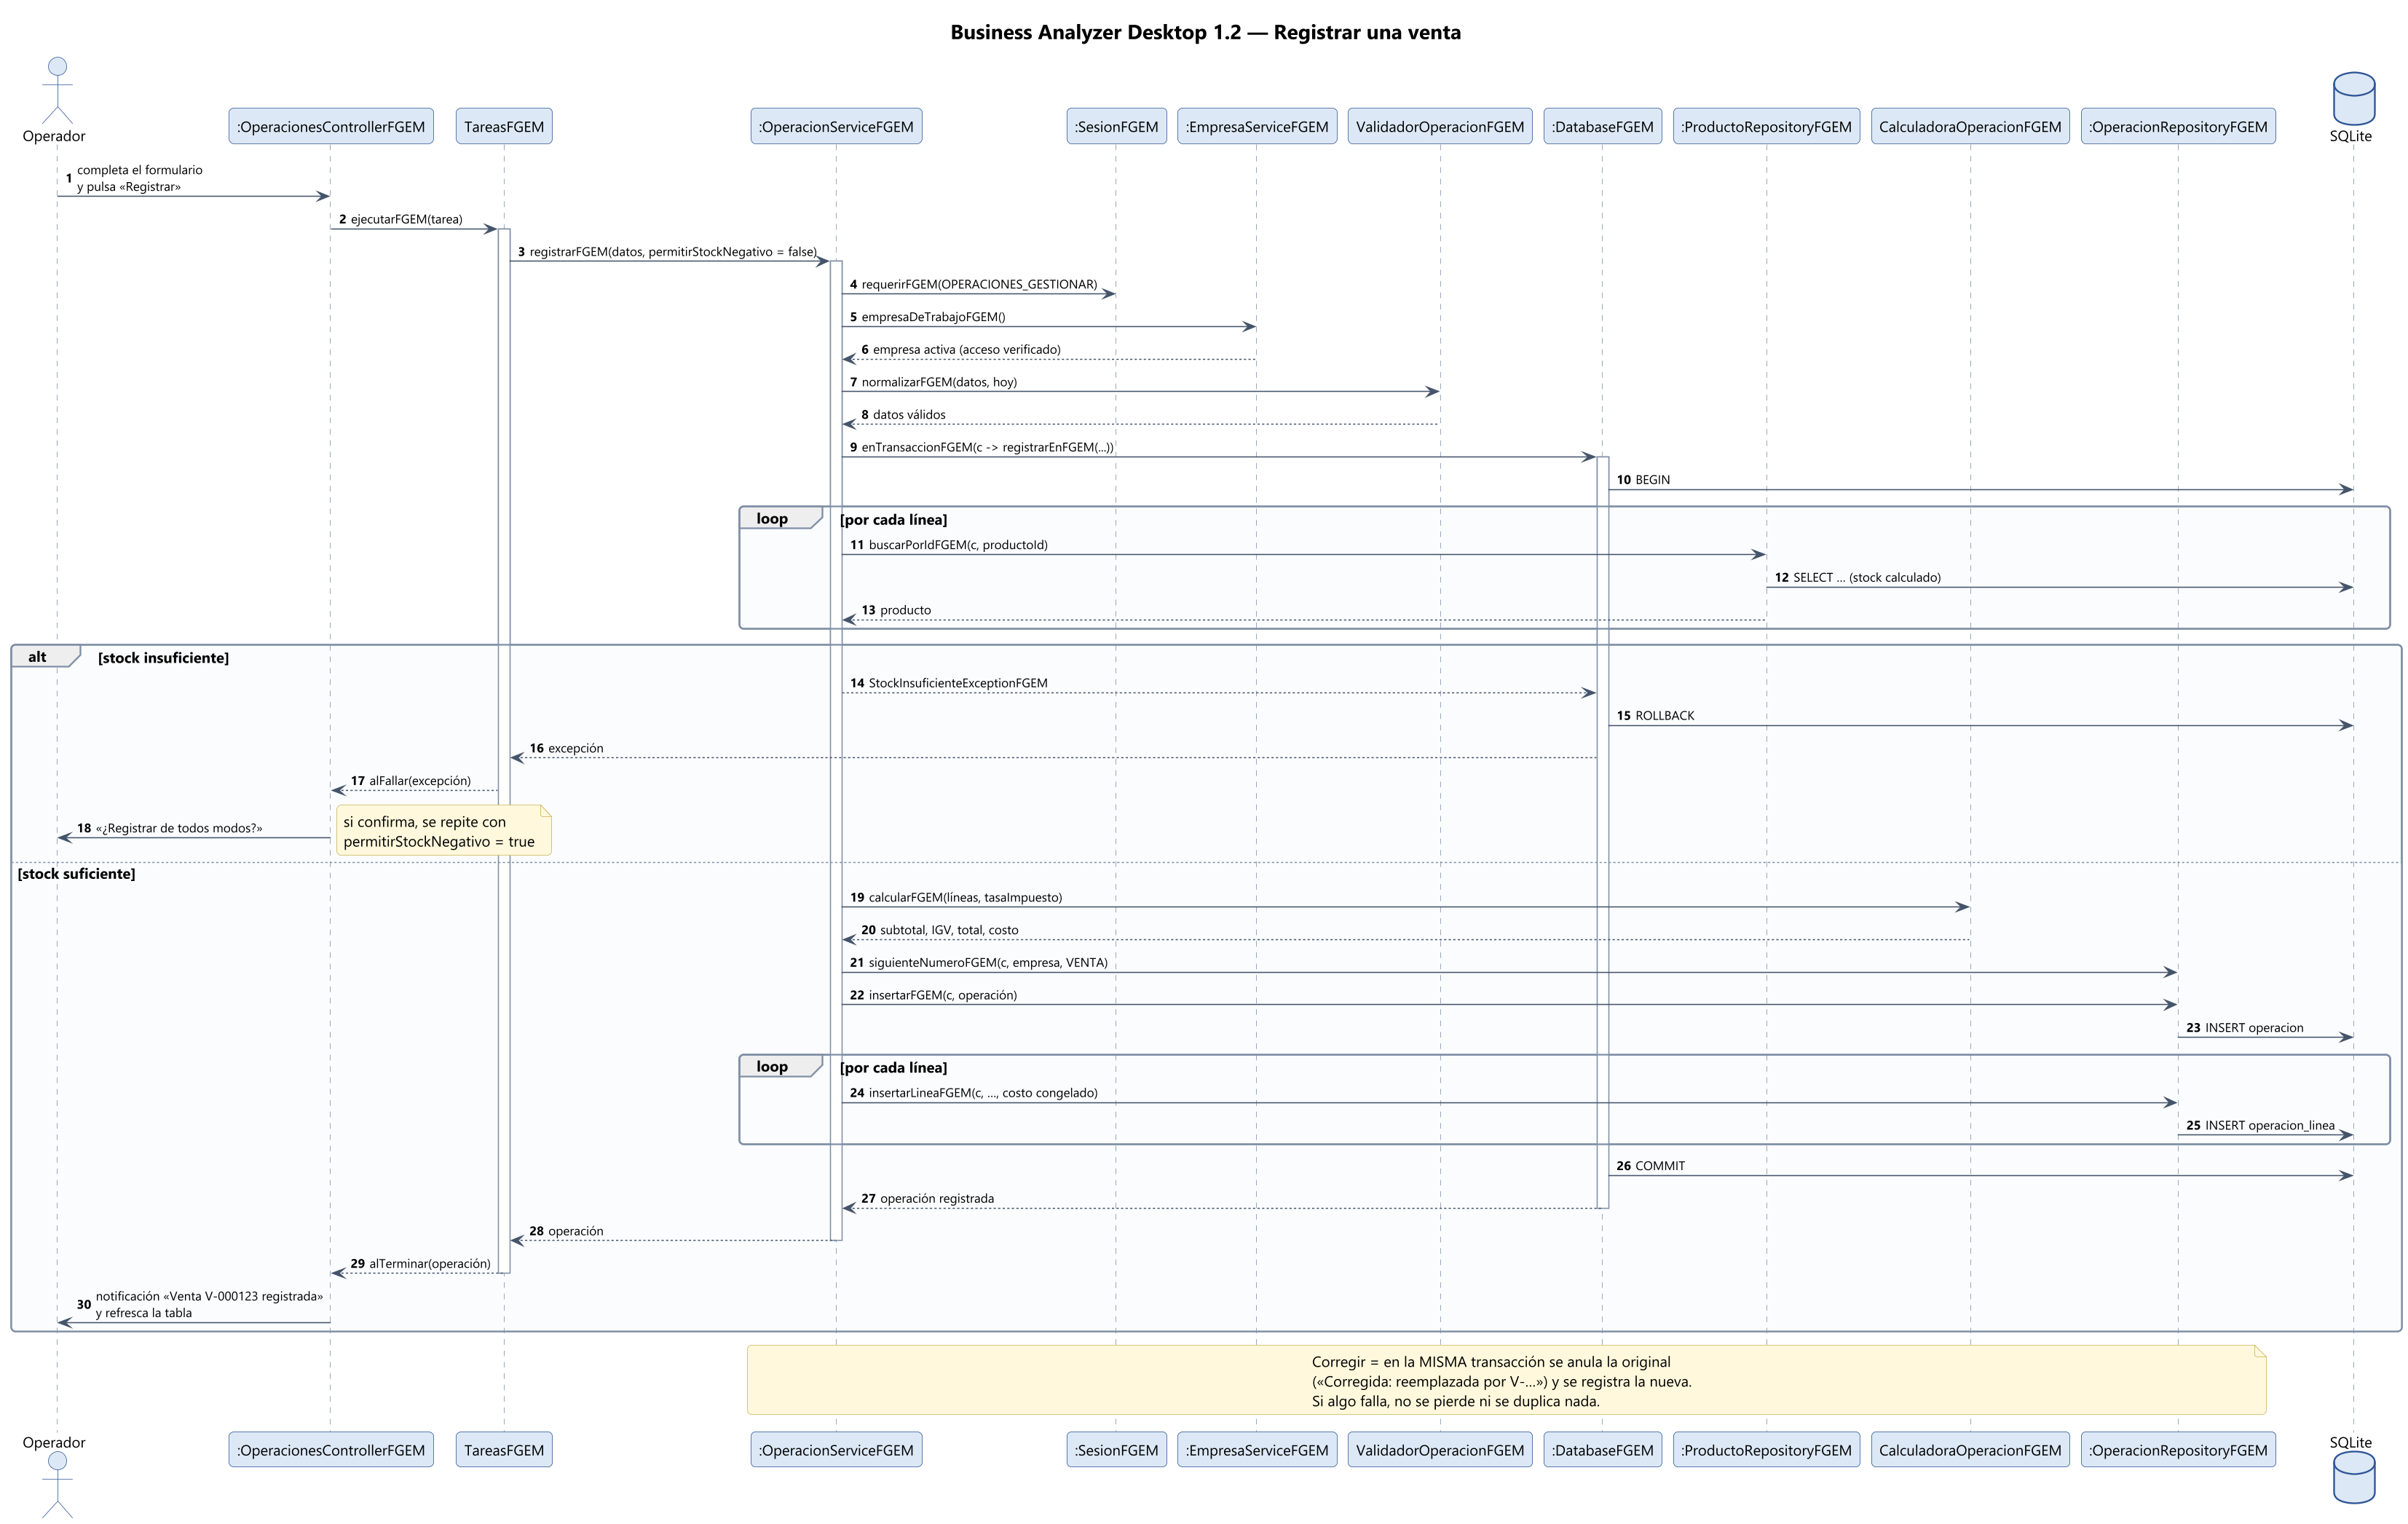 Business Analyzer Desktop 1.2 — Registrar una venta
Operador
:OperacionesControllerFGEM
TareasFGEM
:OperacionServiceFGEM
:SesionFGEM
:EmpresaServiceFGEM
ValidadorOperacionFGEM
:DatabaseFGEM
:ProductoRepositoryFGEM
CalculadoraOperacionFGEM
:OperacionRepositoryFGEM
SQLite
1 completa el formulario
y pulsa «Registrar»
2 ejecutarFGEM(tarea)
3 registrarFGEM(datos, permitirStockNegativo = false)
4 requerirFGEM(OPERACIONES_GESTIONAR)
5 empresaDeTrabajoFGEM()
6 empresa activa (acceso verificado)
7 normalizarFGEM(datos, hoy)
8 datos válidos
9 enTransaccionFGEM(c -> registrarEnFGEM(...))
10 BEGIN
loop [por cada línea]
11 buscarPorIdFGEM(c, productoId)
12 SELECT ... (stock calculado)
13 producto
alt [stock insuficiente]
14 StockInsuficienteExceptionFGEM
15 ROLLBACK
16 excepción
17 alFallar(excepción)
18 «¿Registrar de todos modos?»
si confirma, se repite con
permitirStockNegativo = true
[stock suficiente]
19 calcularFGEM(líneas, tasaImpuesto)
20 subtotal, IGV, total, costo
21 siguienteNumeroFGEM(c, empresa, VENTA)
22 insertarFGEM(c, operación)
23 INSERT operacion
loop [por cada línea]
24 insertarLineaFGEM(c, ..., costo congelado)
25 INSERT operacion_linea
26 COMMIT
27 operación registrada
28 operación
29 alTerminar(operación)
30 notificación «Venta V-000123 registrada»
y refresca la tabla
Corregir = en la MISMA transacción se anula la original
(«Corregida: reemplazada por V-...») y se registra la nueva.
Si algo falla, no se pierde ni se duplica nada.
Operador
:OperacionesControllerFGEM
TareasFGEM
:OperacionServiceFGEM
:SesionFGEM
:EmpresaServiceFGEM
ValidadorOperacionFGEM
:DatabaseFGEM
:ProductoRepositoryFGEM
CalculadoraOperacionFGEM
:OperacionRepositoryFGEM
SQLite